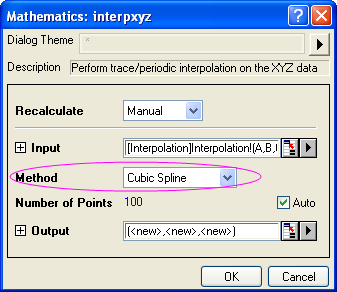 Mathematics: interpxyz
Dialog Theme *
Description Perform trace/periodic interpolation on the XYZ data
Recalculate Manual
Input [Interpolation]Interpolation!(A,B,
Method Cubic Spline
Number of Points 100 Auto
Output (<new>,<new>,<new>)
OK Cancel